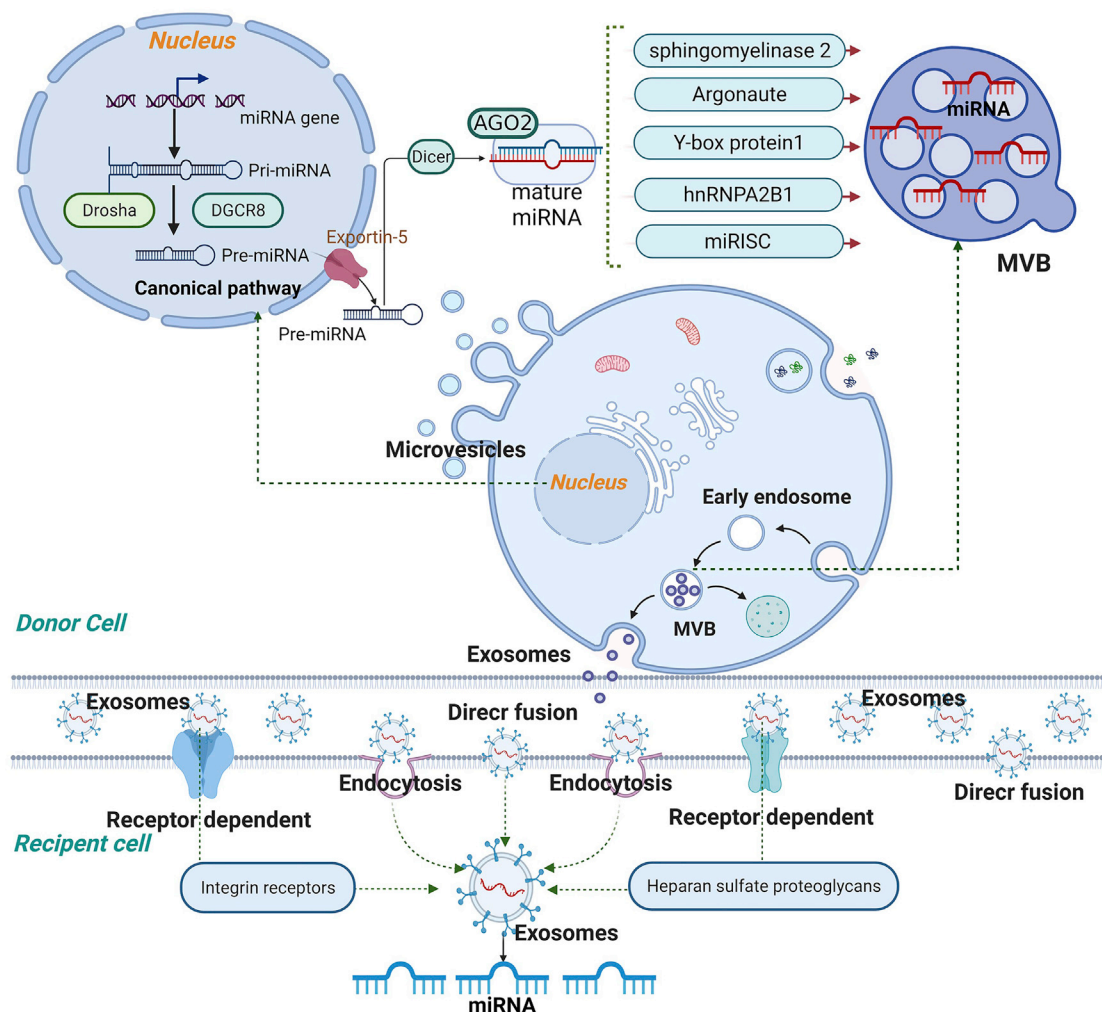 Nucleus
miRNA gene
Pri-miRNA
Drosha
DGCR8
Pre-miRNA
Canonical pathway
Exportin-5
Pre-miRNA
Dicer
AGO2
mature
miRNA
sphingomyelinase 2
Argonaute
Y-box protein1
hnRNPA2B1
miRISC
miRNA
MVB
Microvesicles
Nucleus
Early endosome
MVB
Exosomes
Donor Cell
Exosomes
Direcr fusion
Exosomes
Endocytosis
Endocytosis
Direcr fusion
Receptor dependent
Receptor dependent
Recipent cell
Integrin receptors
Heparan sulfate proteoglycans
Exosomes
miRNA